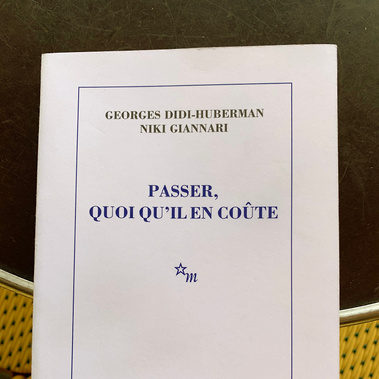 GEORGES DIDI-HUBERMAN
NIKI GIANNARI
PASSER,
QUOI QU'IL EN COÛTE
m